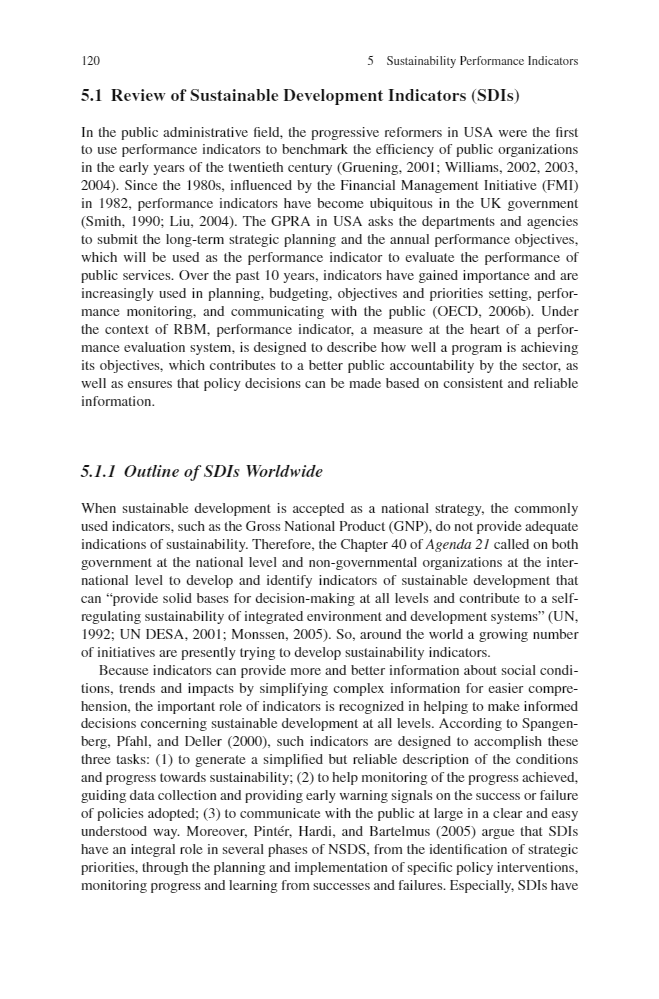 120
5 Sustainability Performance Indicators
5.1 Review of Sustainable Development Indicators (SDIs)
In the public administrative field, the progressive reformers in USA were the first
to use performance indicators to benchmark the efficiency of public organizations
in the early years of the twentieth century (Gruening, 2001; Williams, 2002, 2003,
2004). Since the 1980s, influenced by the Financial Management Initiative (FMI)
in 1982, performance indicators have become ubiquitous in the UK government
(Smith, 1990; Liu, 2004). The GPRA in USA asks the departments and agencies
to submit the long-term strategic planning and the annual performance objectives,
which will be used as the performance indicator to evaluate the performance of
public services. Over the past 10 years, indicators have gained importance and are
increasingly used in planning, budgeting, objectives and priorities setting, perfor-
mance monitoring, and communicating with the public (OECD, 2006b). Under
the context of RBM, performance indicator, a measure at the heart of a perfor-
mance evaluation system, is designed to describe how well a program is achieving
its objectives, which contributes to a better public accountability by the sector, as
well as ensures that policy decisions can be made based on consistent and reliable
information.
5.1.1 Outline of SDIs Worldwide
When sustainable development is accepted as a national strategy, the commonly
used indicators, such as the Gross National Product (GNP), do not provide adequate
indications of sustainability. Therefore, the Chapter 40 of Agenda 21 called on both
government at the national level and non-governmental organizations at the inter-
national level to develop and identify indicators of sustainable development that
can “provide solid bases for decision-making at all levels and contribute to a self-
regulating sustainability of integrated environment and development systems” (UN,
1992; UN DESA, 2001; Monssen, 2005). So, around the world a growing number
of initiatives are presently trying to develop sustainability indicators.
Because indicators can provide more and better information about social condi-
tions, trends and impacts by simplifying complex information for easier compre-
hension, the important role of indicators is recognized in helping to make informed
decisions concerning sustainable development at all levels. According to Spangen-
berg, Pfahl, and Deller (2000), such indicators are designed to accomplish these
three tasks: (1) to generate a simplified but reliable description of the conditions
and progress towards sustainability; (2) to help monitoring of the progress achieved,
guiding data collection and providing early warning signals on the success or failure
of policies adopted; (3) to communicate with the public at large in a clear and easy
understood way. Moreover, Pintér, Hardi, and Bartelmus (2005) argue that SDIs
have an integral role in several phases of NSDS, from the identification of strategic
priorities, through the planning and implementation of specific policy interventions,
monitoring progress and learning from successes and failures. Especially, SDIs have